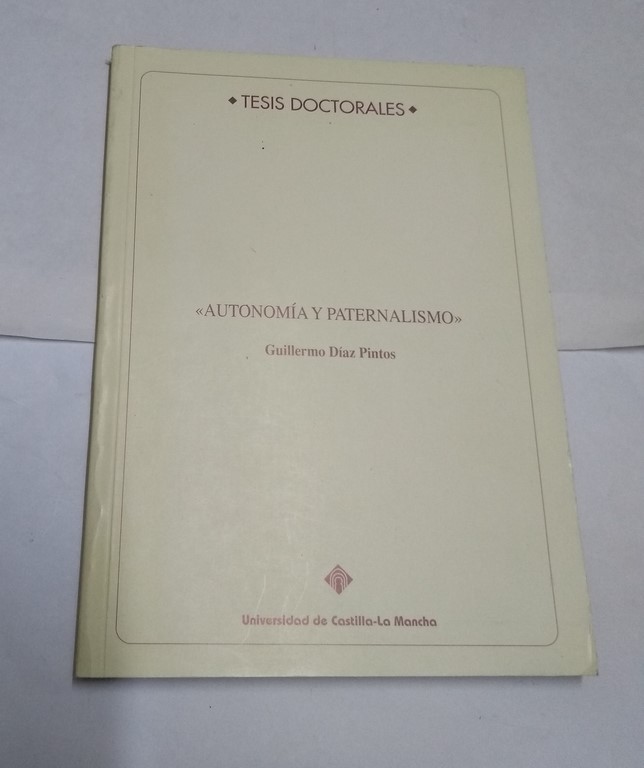 ◆ TESIS DOCTORALES ◆
«AUTONOMÍA Y PATERNALISMO»
Guillermo Díaz Pintos
Universidad de Castilla-La Mancha